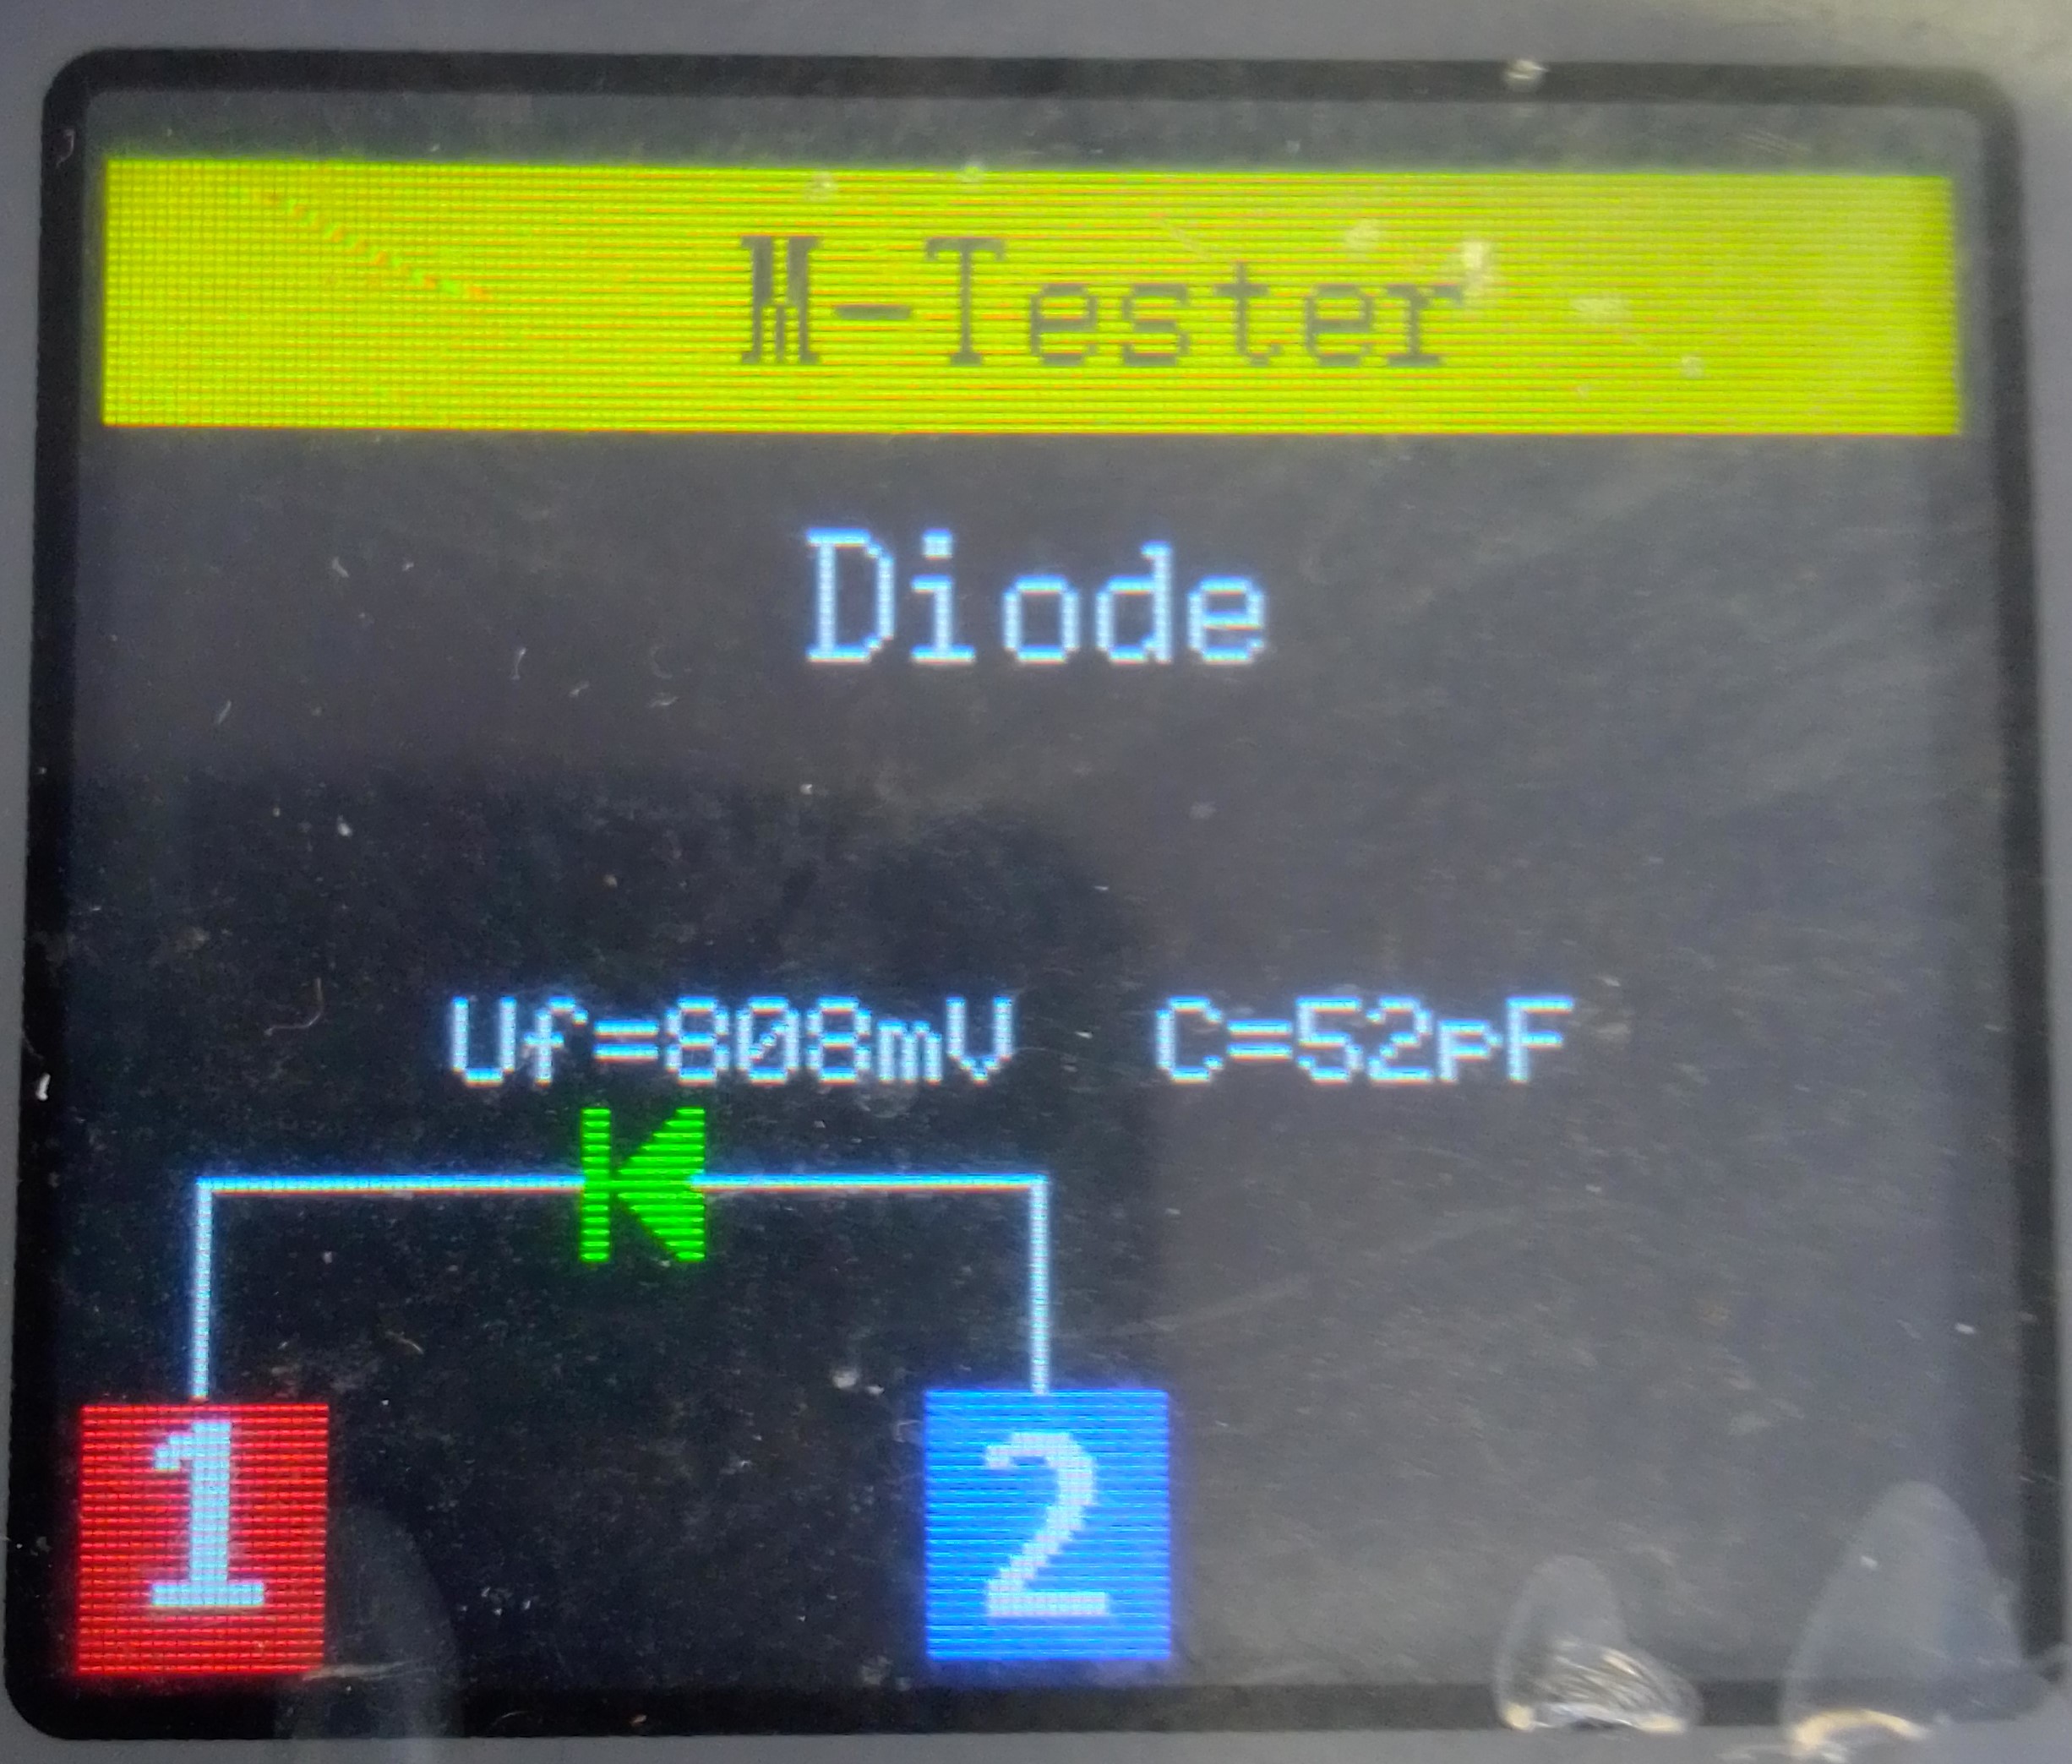 M-Tester
Diode
Uf=808mV C=52pF
1 2